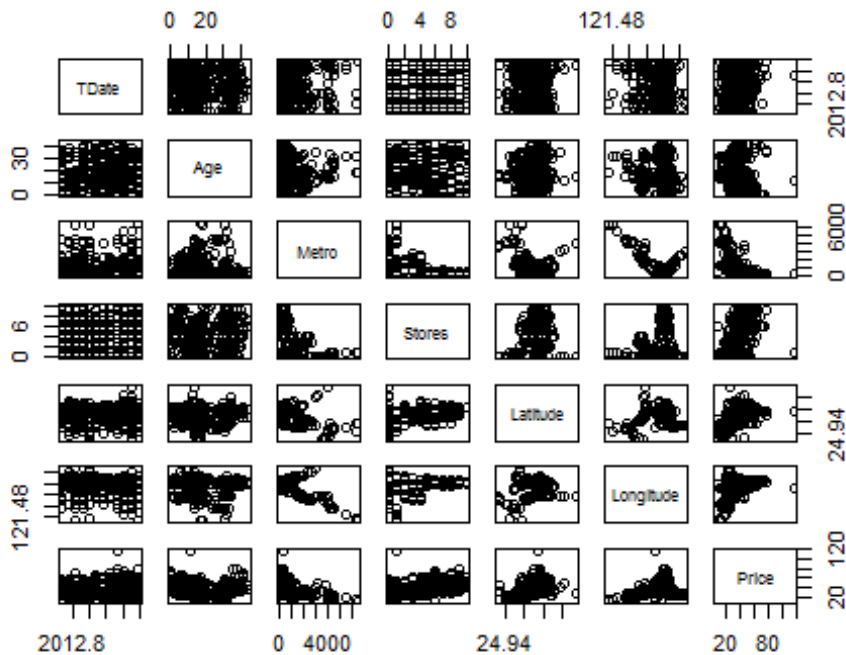 0 20 0 4 8 121.48
TDate 2012.8
0 30 Age
Metro 0 6000
0 6 Stores
Latitude 24.94
121.48 Longitude
Price 20 120
2012.8 0 4000 24.94 20 80